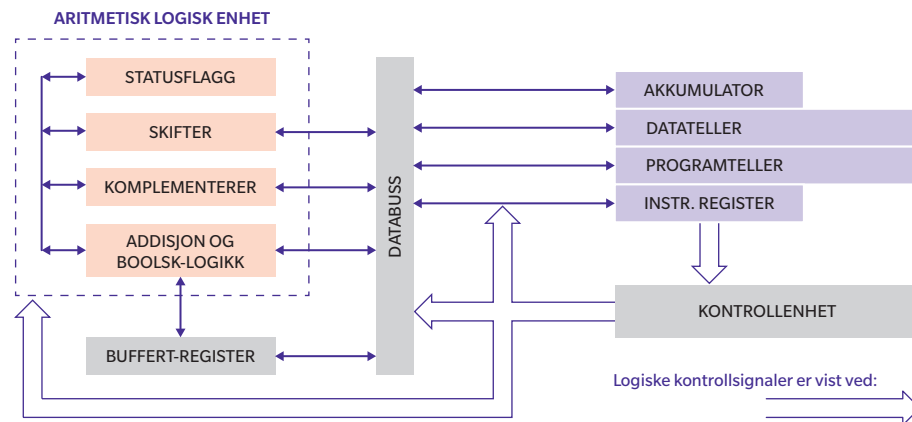 ARITMETISK LOGISK ENHET
STATUSFLAGG
SKIFTER
KOMPLEMENTERER
ADDISJON OG
BOOLSK-LOGIKK
BUFFERT-REGISTER
DATABUSS
AKKUMULATOR
DATATELLER
PROGRAMTELLER
INSTR. REGISTER
KONTROLLENHET
Logiske kontrollsignaler er vist ved: